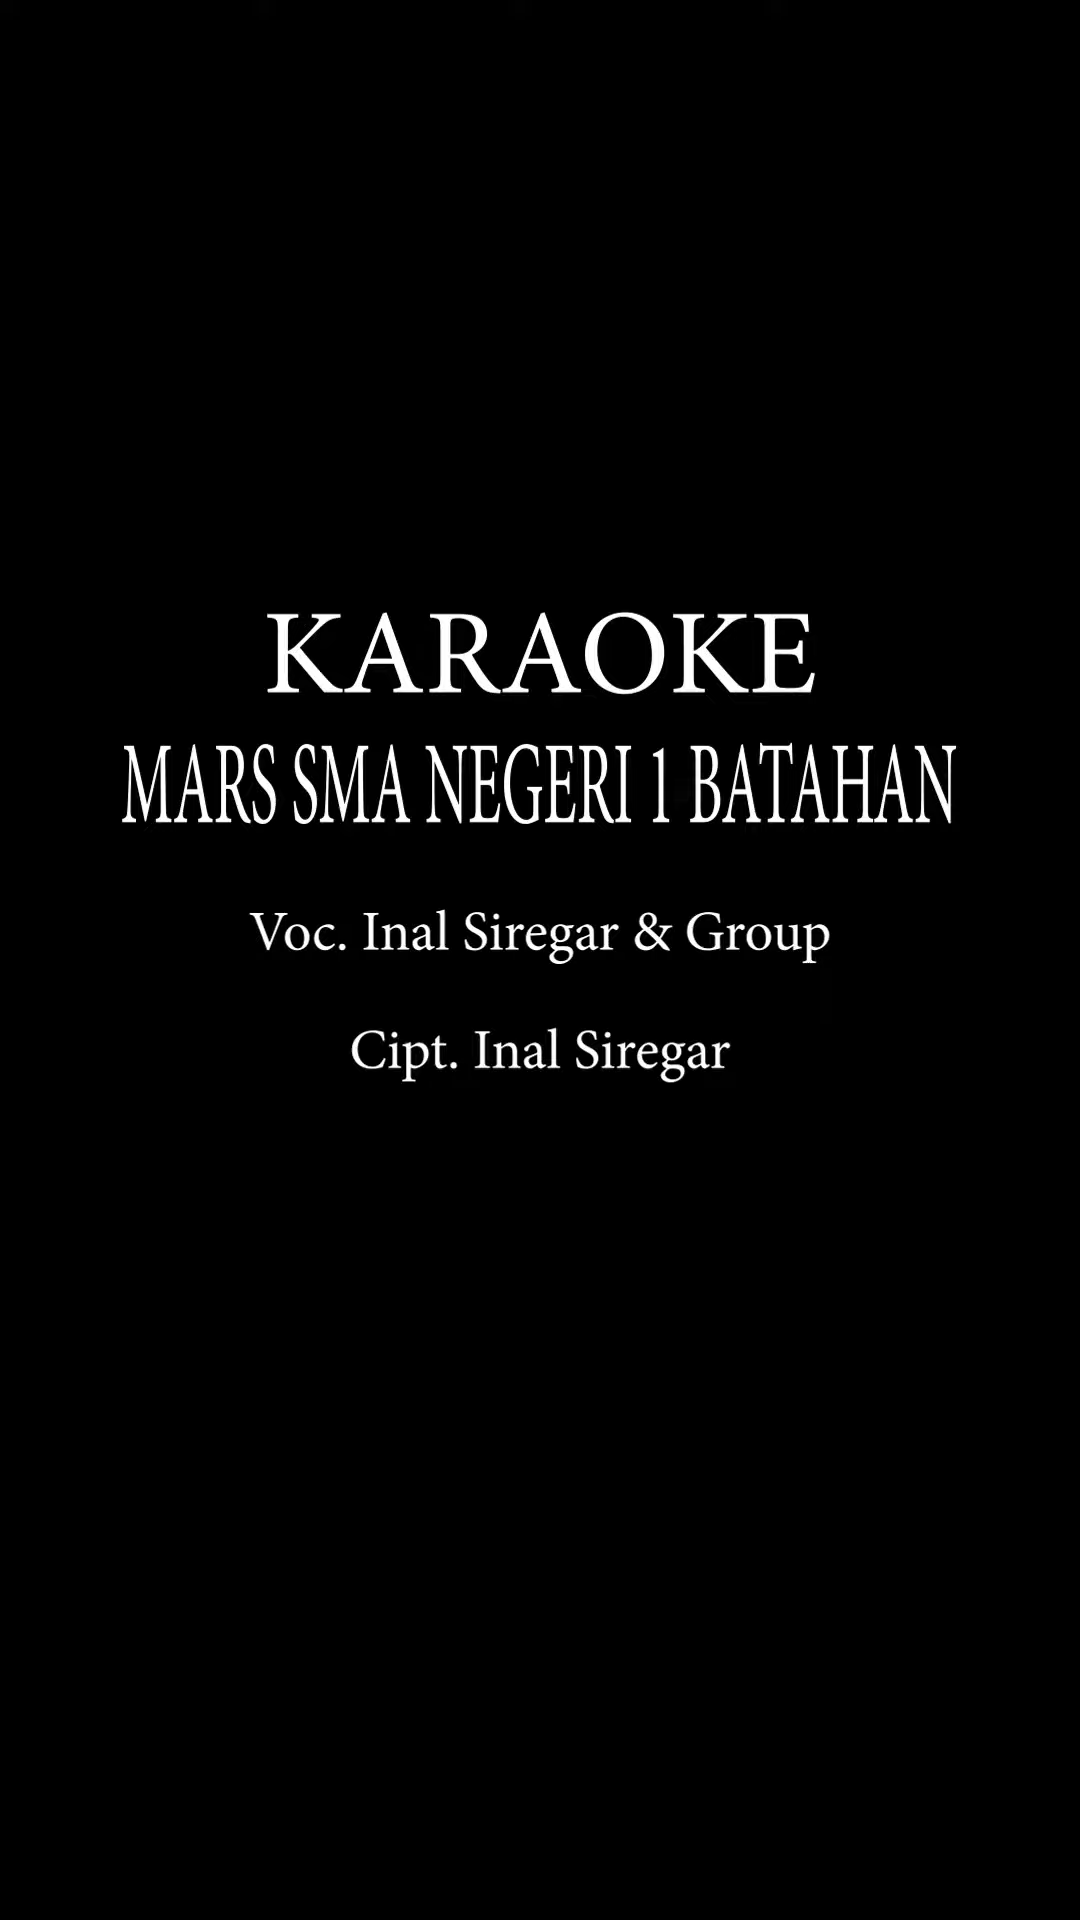 KARAOKE
MARS SMA NEGERI 1 BATAHAN
Voc. Inal Siregar & Group
Cipt. Inal Siregar